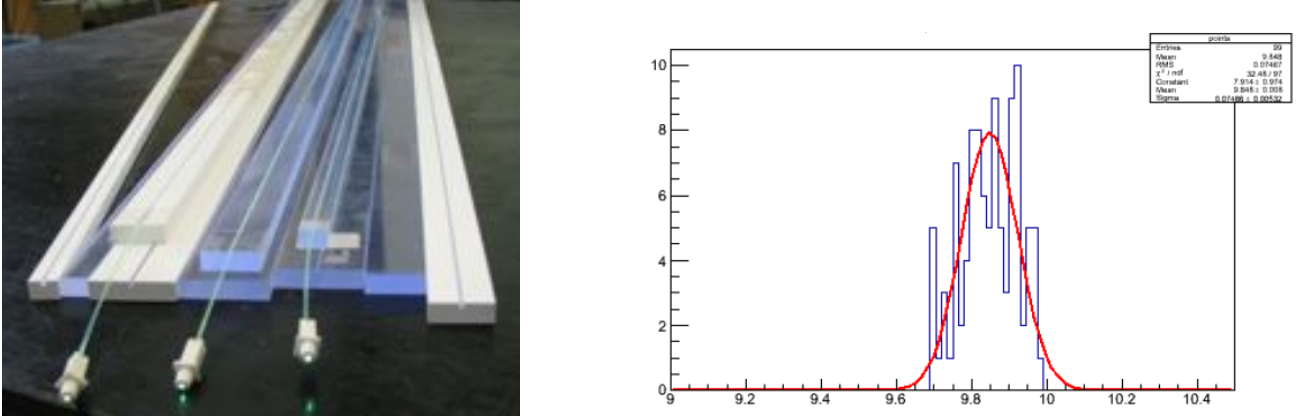 points
Entries 99
Mean 9.848
RMS 0.07467
χ² / ndf 32.48 / 97
Constant 7.914 ± 0.974
Mean 9.848 ± 0.008
Sigma 0.07486 ± 0.00532
10
8
6
4
2
0
9 9.2 9.4 9.6 9.8 10 10.2 10.4